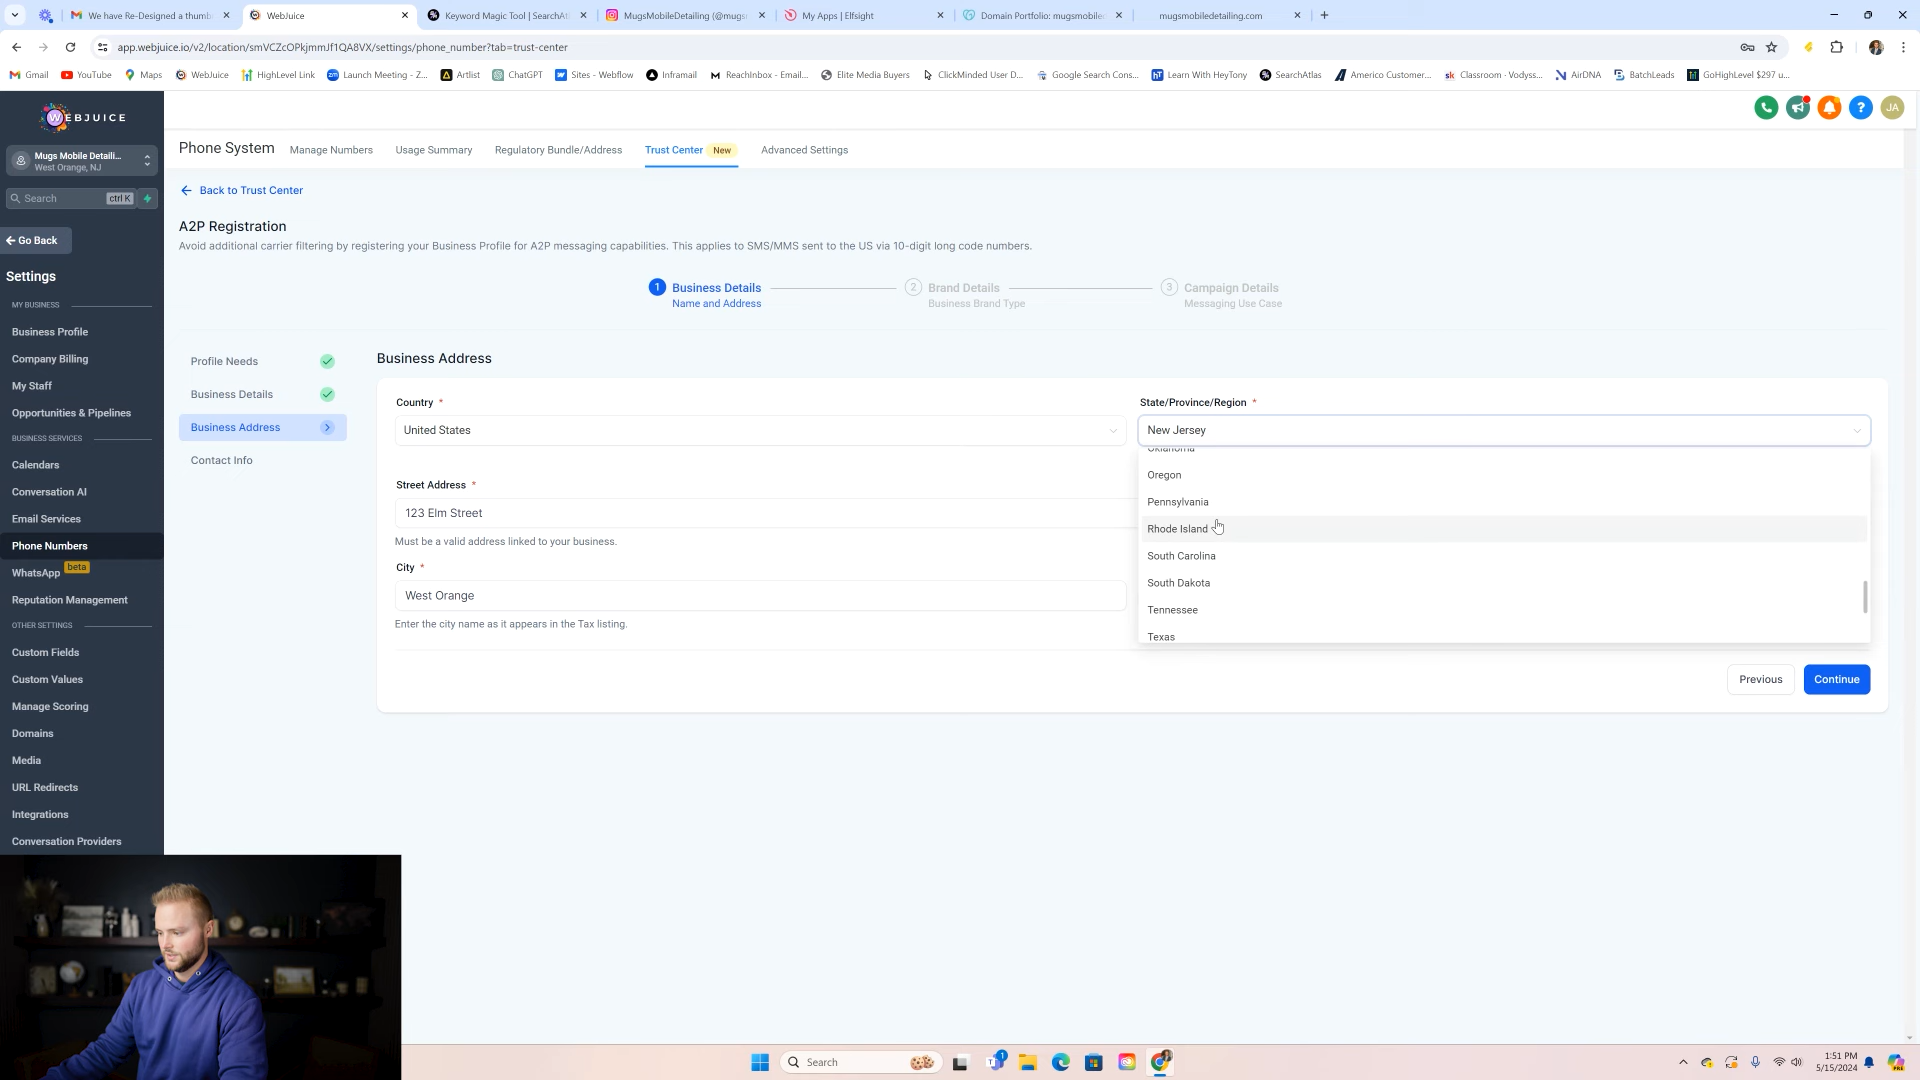 We have Re-Designed a thumb
WebJuice
Keyword Magic Tool | SearchAt
MugsMobileDetailing (@mugs
My Apps | Elfsight
Domain Portfolio: mugsmobile
mugsmobiledetailing.com
app.webjuice.io/v2/location/smVCZcOPkjmmJf1QA8VX/settings/phone_number?tab=trust-center
Gmail
YouTube
Maps
WebJuice
HighLevel Link
Launch Meeting - Z...
Artlist
ChatGPT
Sites - Webflow
Inframail
ReachInbox - Email...
Elite Media Buyers
ClickMinded User D...
Google Search Cons...
Learn With HeyTony
SearchAtlas
Americo Customer...
Classroom - Vodyss...
AirDNA
BatchLeads
GoHighLevel $297 u...
WEBJUICE
JA
Mugs Mobile Detaili...
West Orange, NJ
Search
ctrl K
Go Back
Settings
MY BUSINESS
Business Profile
Company Billing
My Staff
Opportunities & Pipelines
BUSINESS SERVICES
Calendars
Conversation AI
Email Services
Phone Numbers
WhatsApp beta
Reputation Management
OTHER SETTINGS
Custom Fields
Custom Values
Manage Scoring
Domains
Media
URL Redirects
Integrations
Conversation Providers
Phone System
Manage Numbers
Usage Summary
Regulatory Bundle/Address
Trust Center New
Advanced Settings
Back to Trust Center
A2P Registration
Avoid additional carrier filtering by registering your Business Profile for A2P messaging capabilities. This applies to SMS/MMS sent to the US via 10-digit long code numbers.
1 Business Details
Name and Address
2 Brand Details
Business Brand Type
3 Campaign Details
Messaging Use Case
Profile Needs
Business Details
Business Address
Contact Info
Business Address
Country *
United States
State/Province/Region *
New Jersey
Oklahoma
Oregon
Pennsylvania
Rhode Island
South Carolina
South Dakota
Tennessee
Texas
Street Address *
123 Elm Street
Must be a valid address linked to your business.
City *
West Orange
Enter the city name as it appears in the Tax listing.
Previous
Continue
Search
1
1:51 PM
5/15/2024